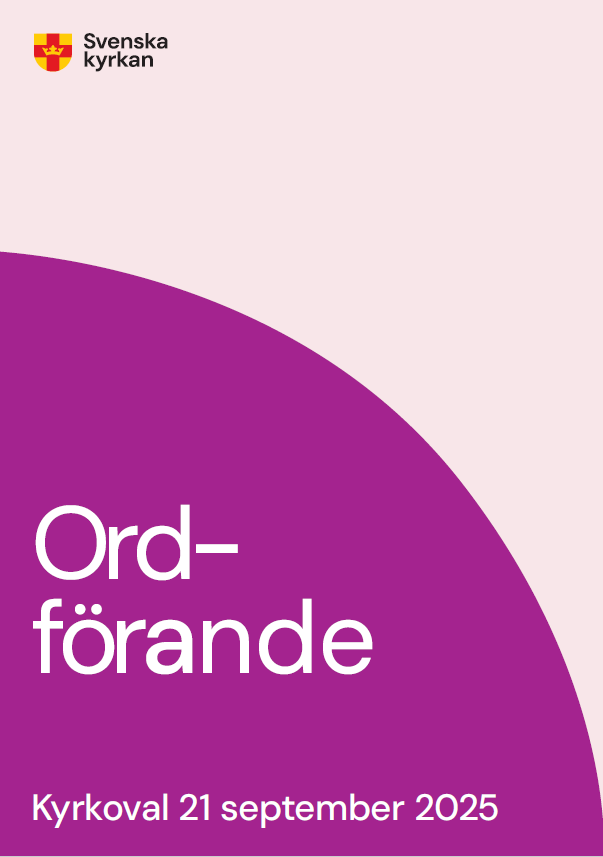 Svenska
kyrkan
Ord-
förande
Kyrkoval 21 september 2025